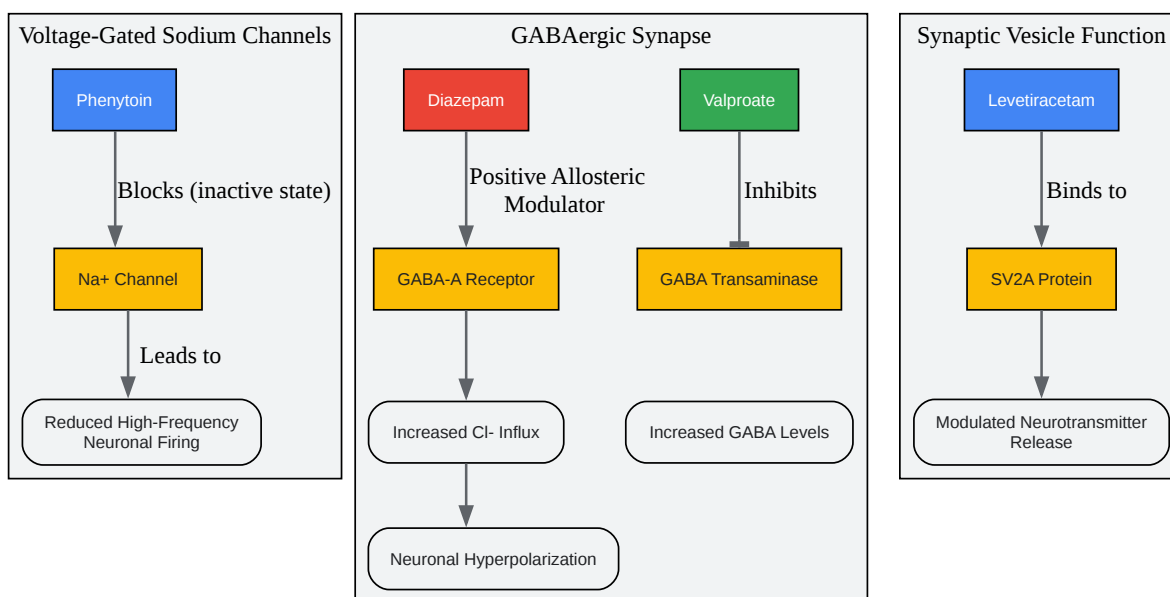 Voltage-Gated Sodium Channels
Phenytoin
Blocks (inactive state)
Na+ Channel
Leads to
Reduced High-Frequency
Neuronal Firing
GABAergic Synapse
Diazepam
Valproate
Positive Allosteric
Modulator
Inhibits
GABA-A Receptor
GABA Transaminase
Increased Cl- Influx
Increased GABA Levels
Neuronal Hyperpolarization
Synaptic Vesicle Function
Levetiracetam
Binds to
SV2A Protein
Modulated Neurotransmitter
Release